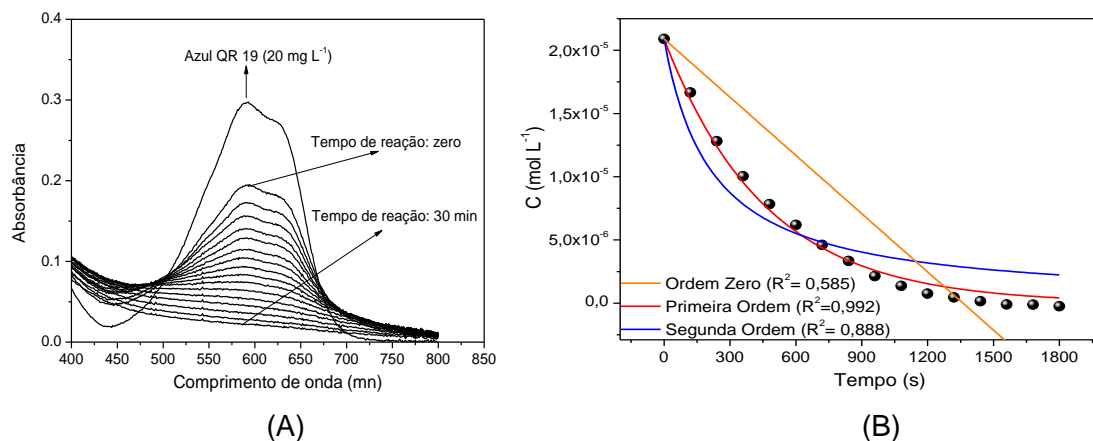 0.4
0.3
0.2
0.1
0.0
Absorbância
Azul QR 19 (20 mg L⁻¹)
Tempo de reação: zero
Tempo de reação: 30 min
400 450 500 550 600 650 700 750 800 850
Comprimento de onda (mn)
(A)
2,0x10⁻⁵
1,5x10⁻⁵
1,0x10⁻⁵
5,0x10⁻⁶
0,0
C (mol L⁻¹)
Ordem Zero (R²= 0,585)
Primeira Ordem (R²=0,992)
Segunda Ordem (R²= 0,888)
0 300 600 900 1200 1500 1800
Tempo (s)
(B)